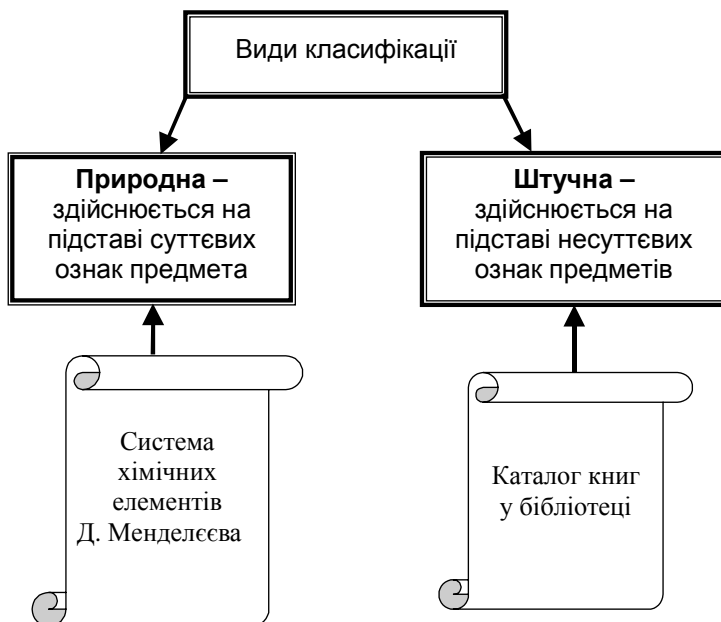 Види класифікації
Природна –
здійснюється на
підставі суттєвих
ознак предмета
Штучна –
здійснюється на
підставі несуттєвих
ознак предметів
Система
хімічних
елементів
Д. Менделєєва
Каталог книг
у бібліотеці